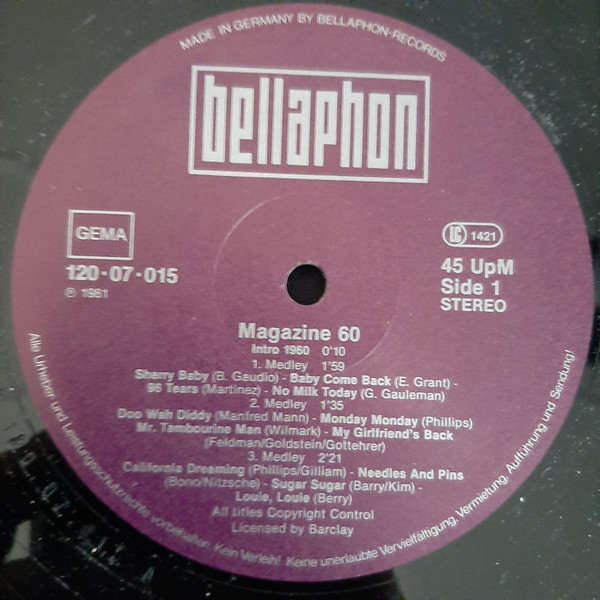 MADE IN GERMANY BY BELLAPHON-RECORDS
bellaphon
GEMA
120-07-015
℗ 1981
LC 1421
45 UpM
Side 1
STEREO
Magazine 60
Intro 1960 0'10
1. Medley 1'59
Sherry Baby (B. Gaudio) - Baby Come Back (E. Grant) -
96 Tears (Martinez) - No Milk Today (G. Gauleman)
2. Medley 1'35
Doo Wah Diddy (Manfred Mann) - Monday Monday (Phillips)
Mr. Tambourine Man (Wilmark) - My Girlfriend's Back
(Feldman/Goldstein/Gottehrer)
3. Medley 2'21
California Dreaming (Phillips/Gilliam) - Needles And Pins
(Bono/Nitzsche) - Sugar Sugar (Barry/Kim) -
Louie, Louie (Berry)
All titles Copyright Control
Licensed by Barclay
Alle Urheber- und Leistungsschutzrechte vorbehalten. Kein Verleih! Keine unerlaubte Vervielfältigung, Vermietung, Aufführung und Sendung!